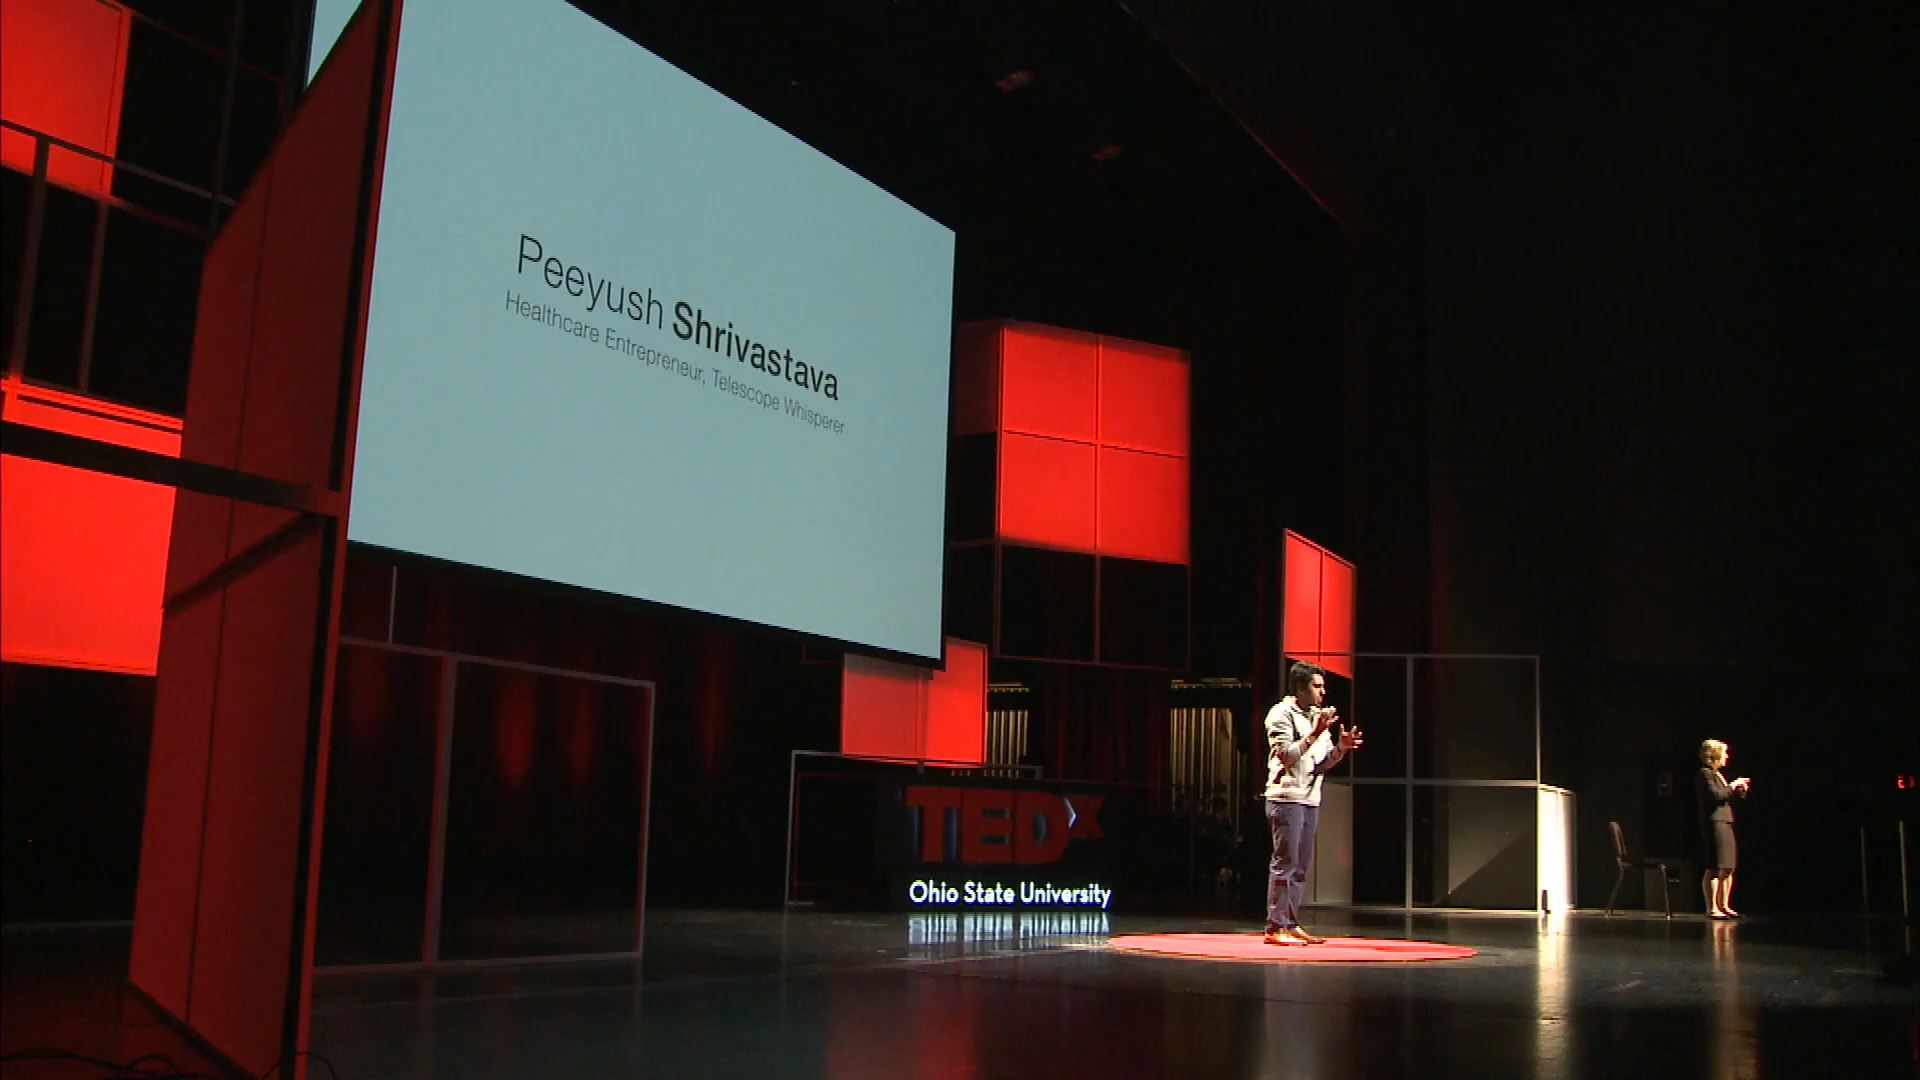 Peeyush Shrivastava
Healthcare Entrepreneur, Telescope Whisperer
TEDx
Ohio State University